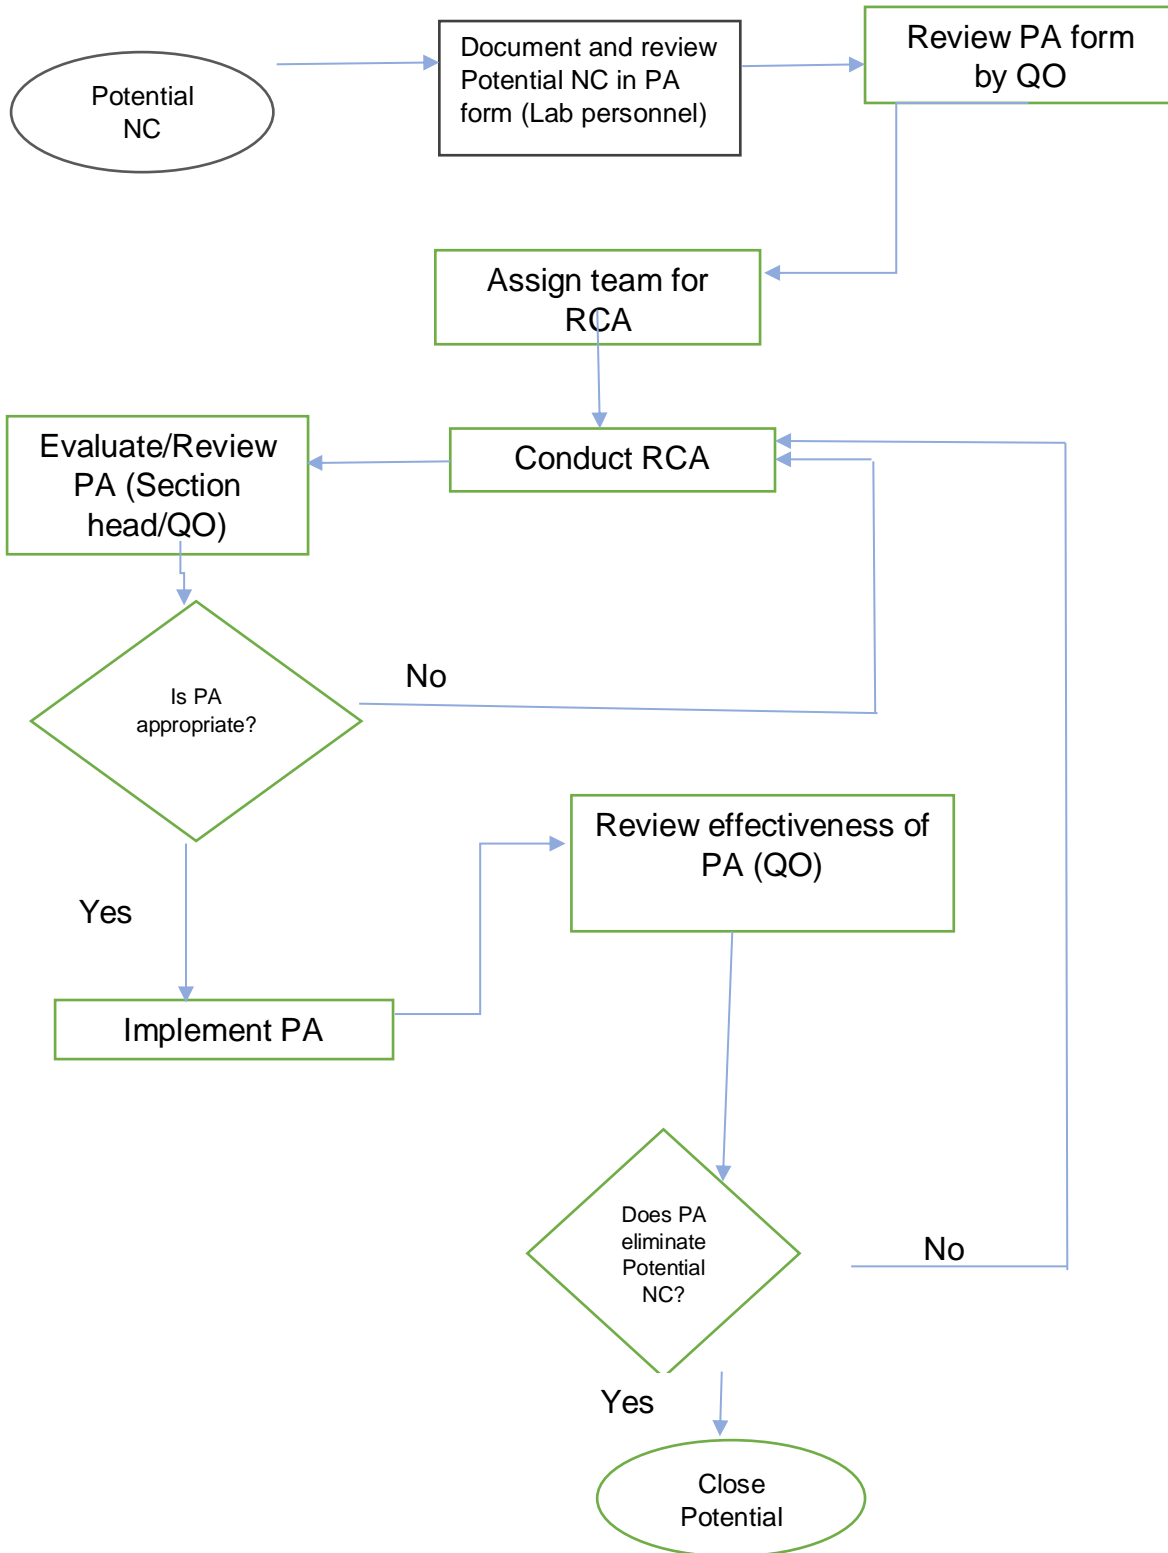 Potential
NC
Document and review
Potential NC in PA
form (Lab personnel)
Review PA form
by QO
Assign team for
RCA
Conduct RCA
Evaluate/Review
PA (Section
head/QO)
Is PA
appropriate?
No
Yes
Implement PA
Review effectiveness of
PA (QO)
Does PA
eliminate
Potential
NC?
No
Yes
Close
Potential